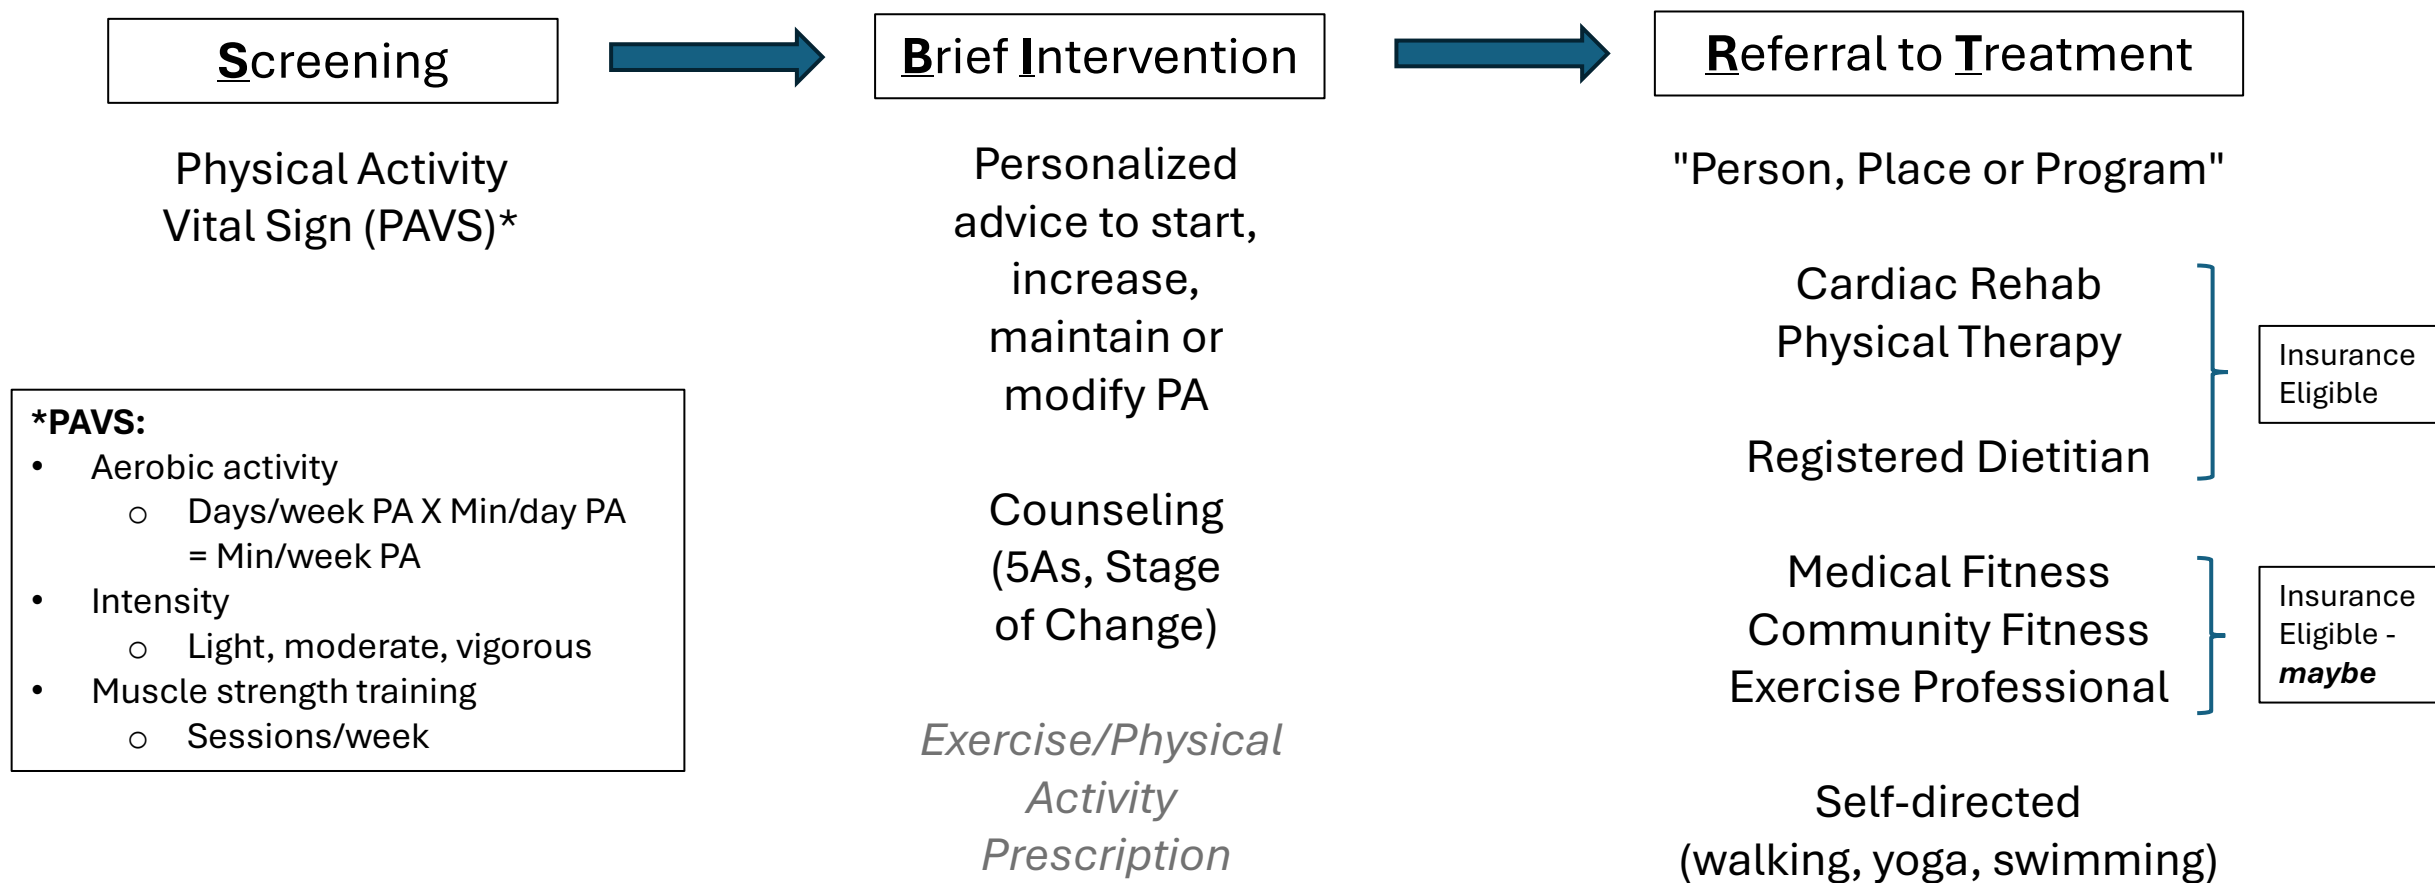 Screening
Physical Activity
Vital Sign (PAVS)*
*PAVS:
• Aerobic activity
o Days/week PA X Min/day PA
= Min/week PA
• Intensity
o Light, moderate, vigorous
• Muscle strength training
o Sessions/week
Brief Intervention
Personalized
advice to start,
increase,
maintain or
modify PA
Counseling
(5As, Stage
of Change)
Exercise/Physical
Activity
Prescription
Referral to Treatment
"Person, Place or Program"
Cardiac Rehab
Physical Therapy
Registered Dietitian
Insurance
Eligible
Medical Fitness
Community Fitness
Exercise Professional
Insurance
Eligible -
maybe
Self-directed
(walking, yoga, swimming)